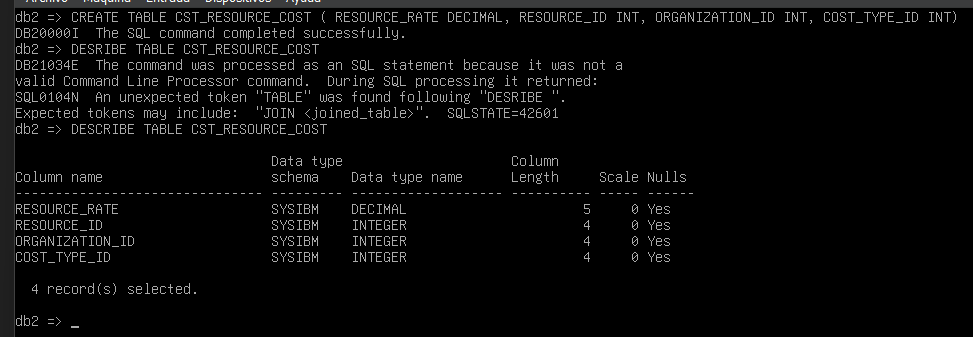 db2 => CREATE TABLE CST_RESOURCE_COST ( RESOURCE_RATE DECIMAL, RESOURCE_ID INT, ORGANIZATION_ID INT, COST_TYPE_ID INT)
DB20000I  The SQL command completed successfully.
db2 => DESRIBE TABLE CST_RESOURCE_COST
DB21034E  The command was processed as an SQL statement because it was not a
valid Command Line Processor command.  During SQL processing it returned:
SQL0104N  An unexpected token "TABLE" was found following "DESRIBE ".
Expected tokens may include:  "JOIN <joined_table>".  SQLSTATE=42601
db2 => DESCRIBE TABLE CST_RESOURCE_COST

                                Data type                     Column
Column name                     schema    Data type name      Length     Scale Nulls
------------------------------- --------- ------------------- ---------- ----- ------
RESOURCE_RATE                   SYSIBM    DECIMAL                      5     0 Yes
RESOURCE_ID                     SYSIBM    INTEGER                      4     0 Yes
ORGANIZATION_ID                 SYSIBM    INTEGER                      4     0 Yes
COST_TYPE_ID                    SYSIBM    INTEGER                      4     0 Yes

  4 record(s) selected.

db2 => _